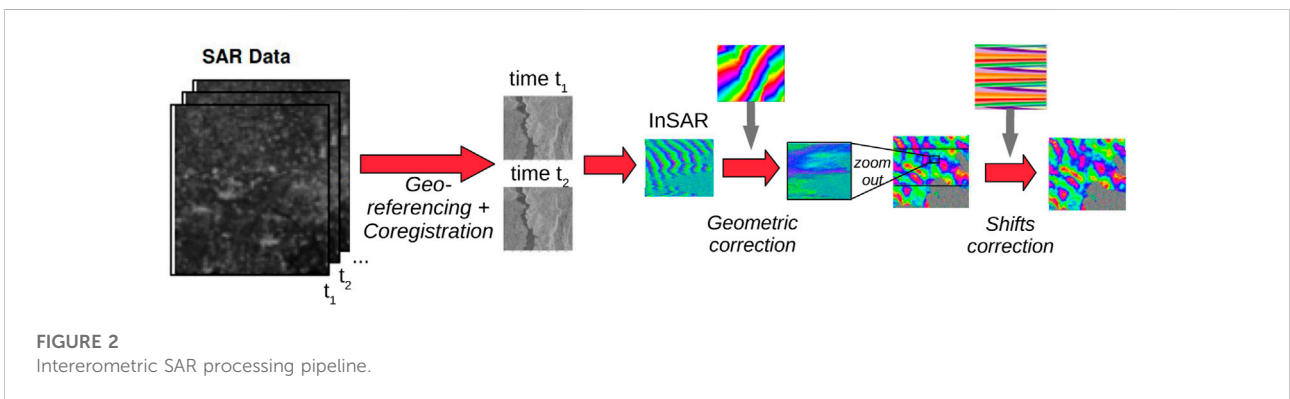 SAR Data
t1
t2
...
Geo-
referencing +
Coregistration
time t1
time t2
InSAR
Geometric
correction
zoom
out
Shifts
correction
FIGURE 2
Intererometric SAR processing pipeline.